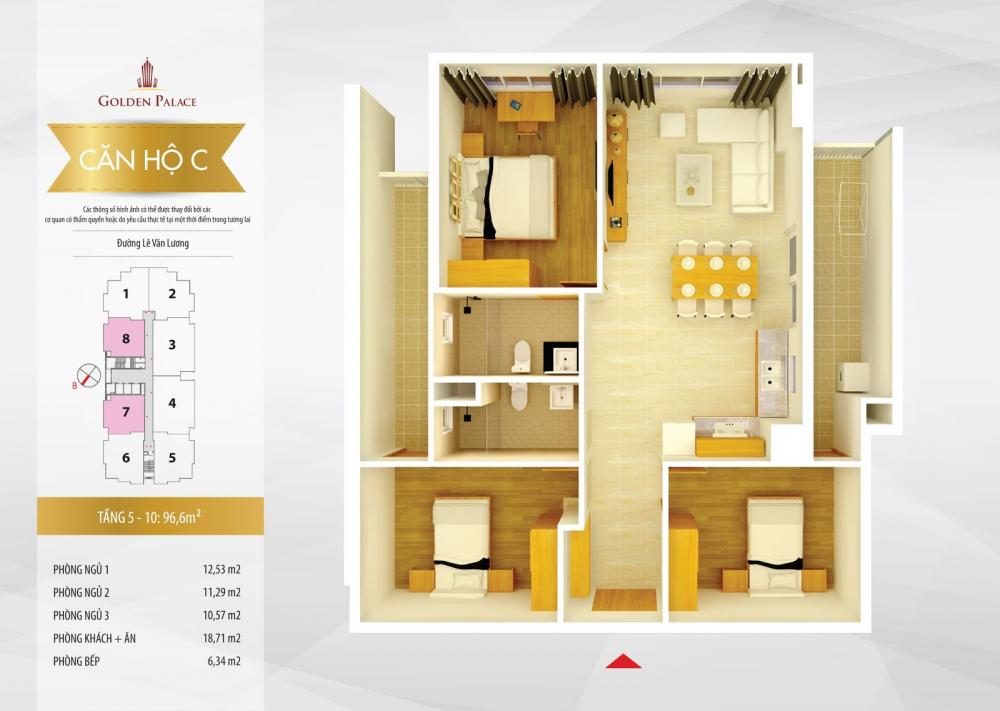 GOLDEN PALACE
CĂN HỘ C
Các thông số hình ảnh có thể được thay đổi bởi các
cơ quan có thẩm quyền hoặc do yêu cầu thực tế tại một thời điểm trong tương lai
Đường Lê Văn Lương
1
2
8
3
B
7
4
6
5
TẦNG 5 - 10: 96,6m²
PHÒNG NGỦ 1 12,53 m2
PHÒNG NGỦ 2 11,29 m2
PHÒNG NGỦ 3 10,57 m2
PHÒNG KHÁCH + ĂN 18,71 m2
PHÒNG BẾP 6,34 m2